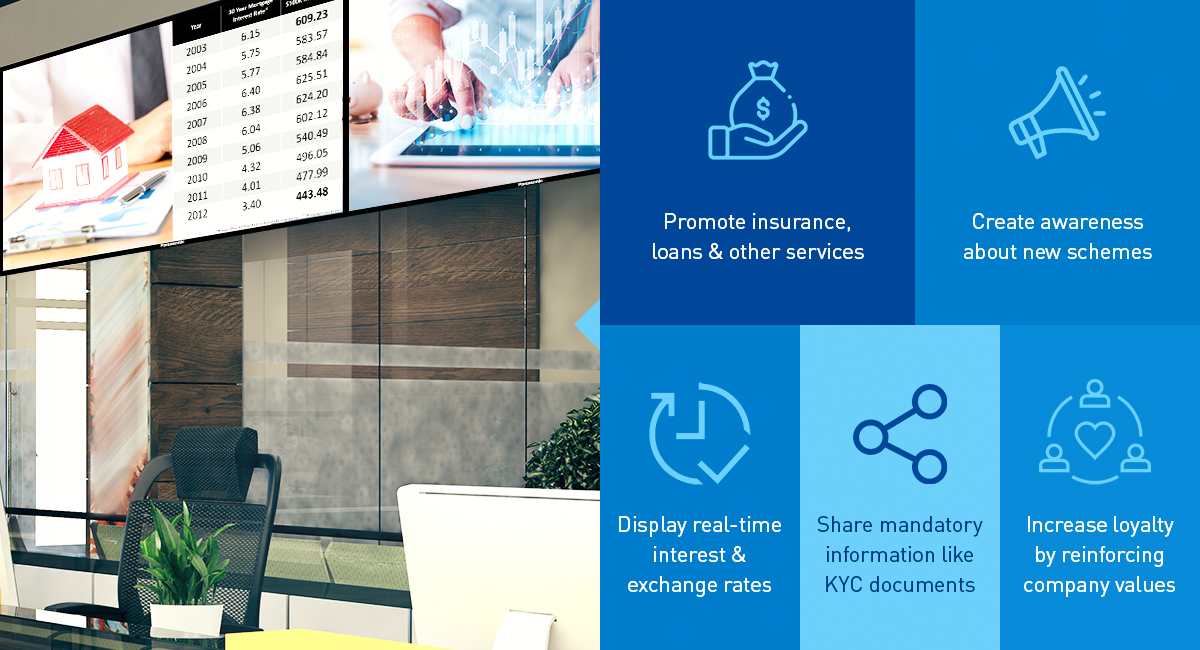 Year 30 Year Mortgage
Interest Rate*
2003 6.15 609.23
2004 5.75 583.57
2005 5.77 584.84
2006 6.40 625.51
2007 6.38 624.20
2008 6.04 602.12
2009 5.06 540.49
2010 4.32 496.05
2011 4.01 477.99
2012 3.40 443.48
Panasonic
Panasonic
$
Promote insurance,
loans & other services
Create awareness
about new schemes
Display real-time
interest &
exchange rates
Share mandatory
information like
KYC documents
Increase loyalty
by reinforcing
company values